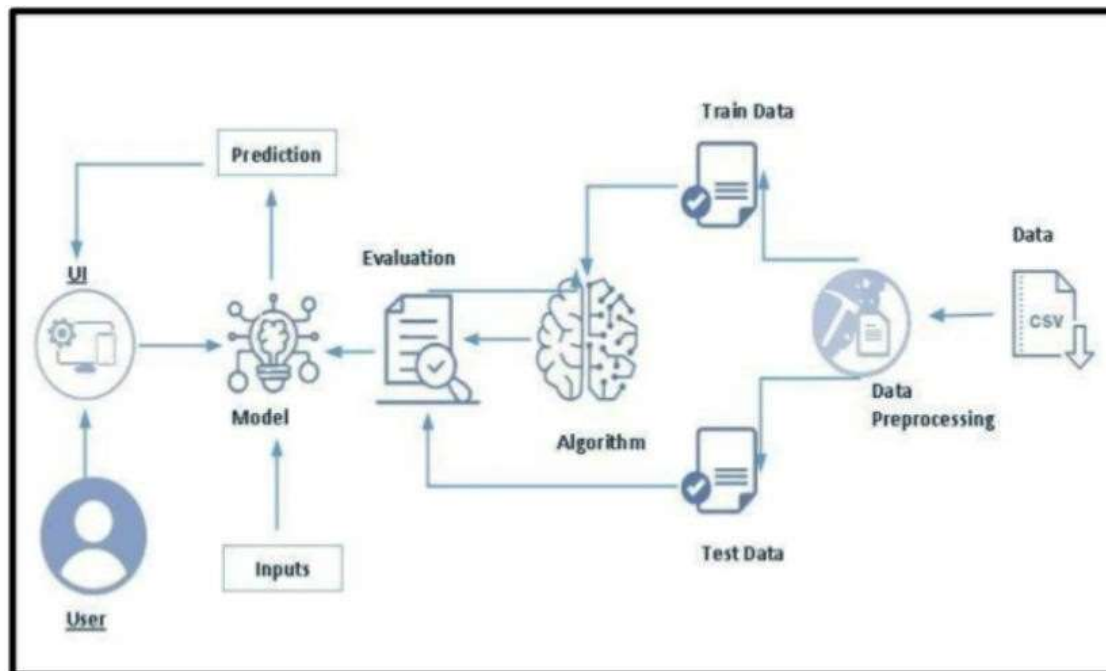 Train Data
Prediction
Data
Evaluation
UI
CSV
Data
Preprocessing
Model
Algorithm
Test Data
Inputs
User